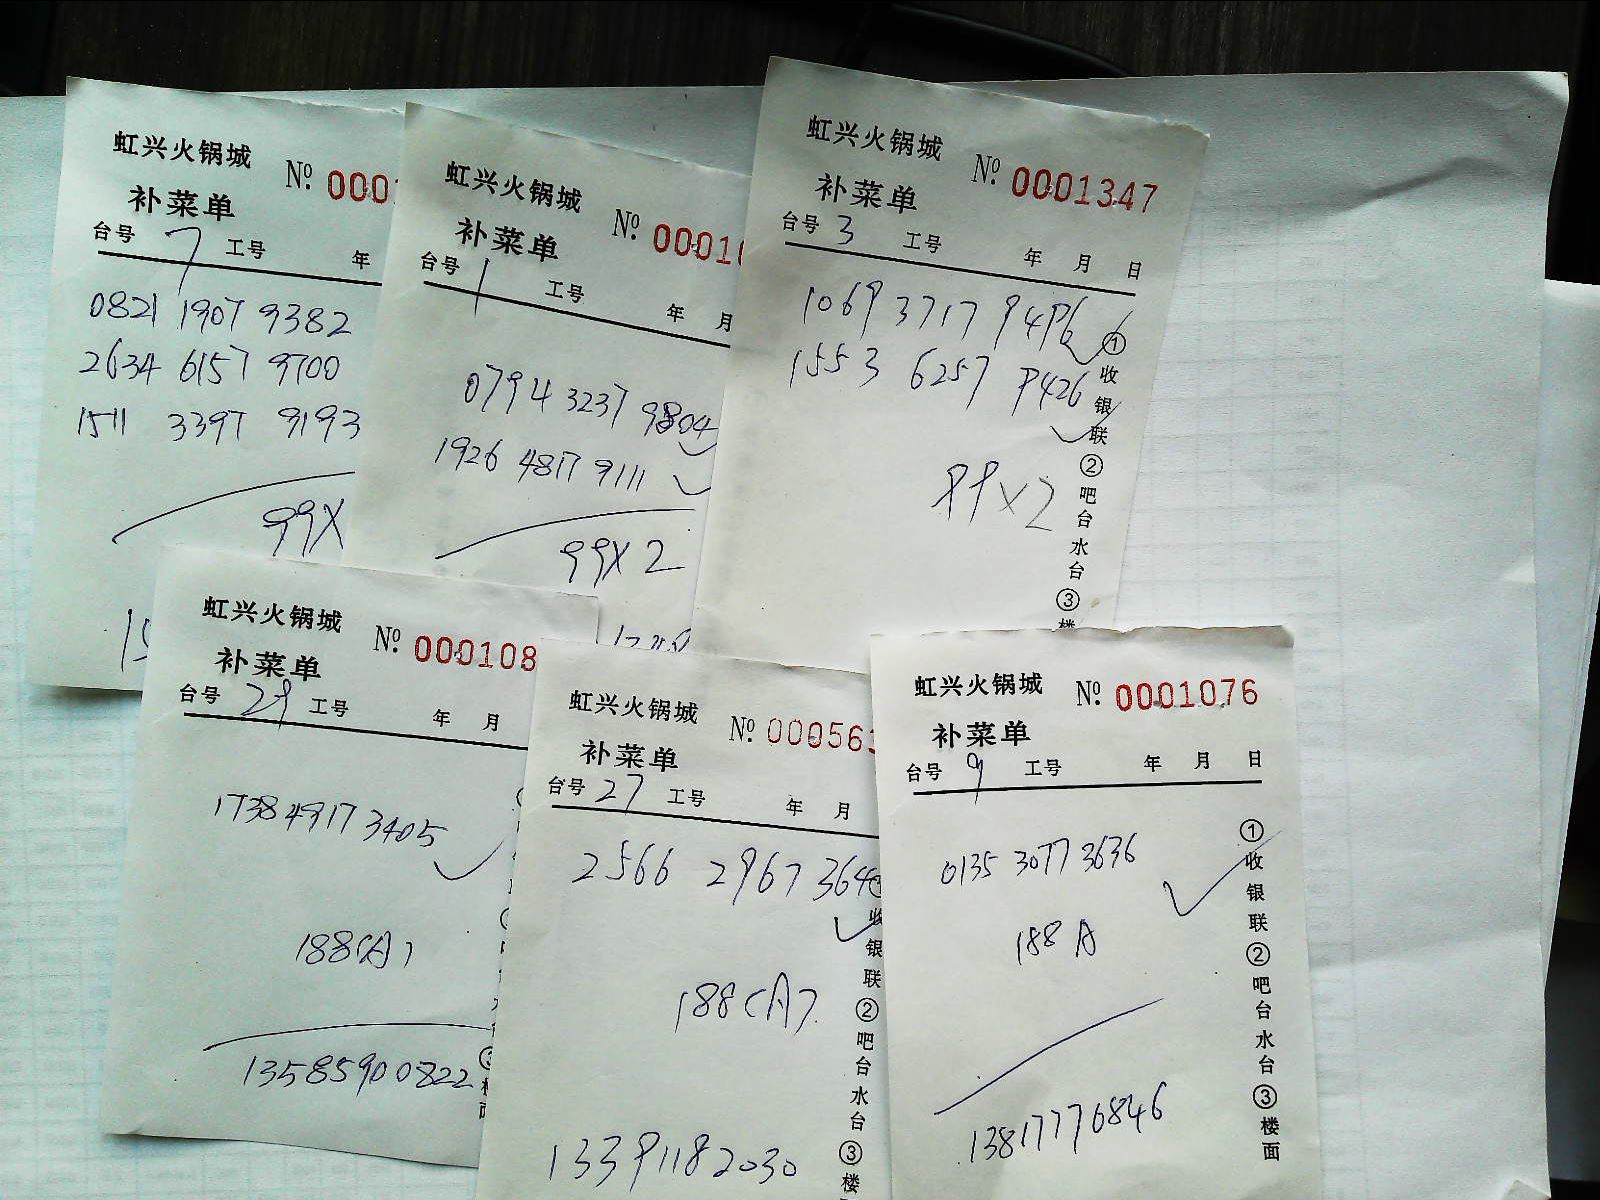 虹兴火锅城
No. 0001
补菜单
台号 7 工号 年
0821 1907 9382
2634 6157 9700
1511 3397 9193
99X
虹兴火锅城
No. 00010
补菜单
台号 1 工号 年 月
0794 3237 9804
1926 4817 9111
99X2
虹兴火锅城
No. 0001347
补菜单
台号 3 工号 年 月 日
1069 3717 9496
1553 6257 9426
99X2
①收银联②吧台水台③楼
虹兴火锅城
No. 000108
补菜单
台号 29 工号 年 月
1738 4917 3405
188(A)
13585900822
虹兴火锅城
No. 000563
补菜单
台号 27 工号 年 月
2566 2967 364
188(A)
13391182030
收银联②吧台水台③楼
虹兴火锅城
No. 0001076
补菜单
台号 9 工号 年 月 日
0135 3077 3636
188 A
13817776846
①收银联②吧台水台③楼面